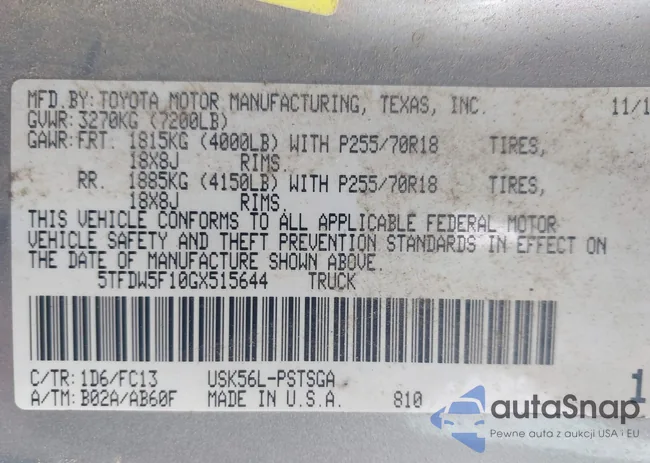 MFD.BY: TOYOTA MOTOR MANUFACTURING, TEXAS, INC. 11/1
GVWR: 3270KG (7200LB)
GAWR: FRT. 1815KG (4000LB) WITH P255/70R18 TIRES,
18X8J RIMS.
RR. 1885KG (4150LB) WITH P255/70R18 TIRES,
18X8J RIMS.
THIS VEHICLE CONFORMS TO ALL APPLICABLE FEDERAL MOTOR
VEHICLE SAFETY AND THEFT PREVENTION STANDARDS IN EFFECT ON
THE DATE OF MANUFACTURE SHOWN ABOVE.
5TFDW5F10GX515644 TRUCK
C/TR: 1D6/FC13 USK56L-PSTSGA
A/TM: B02A/AB60F MADE IN U.S.A. 810
1
autoSnap
Pewne auta z aukcji USA i EU